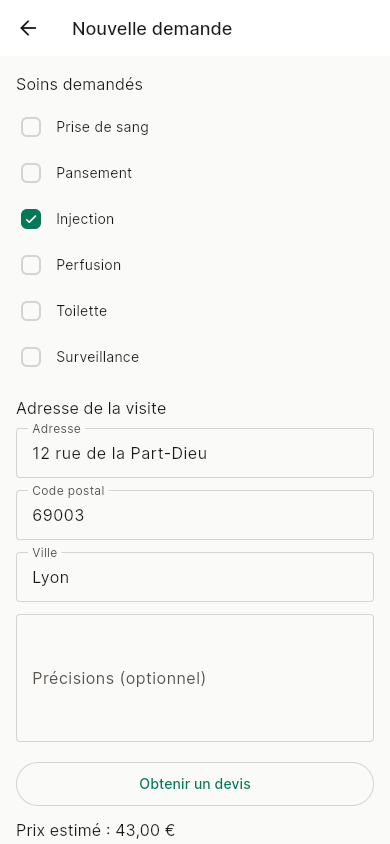 Nouvelle demande
Soins demandés
Prise de sang
Pansement
Injection
Perfusion
Toilette
Surveillance
Adresse de la visite
Adresse
12 rue de la Part-Dieu
Code postal
69003
Ville
Lyon
Précisions (optionnel)
Obtenir un devis
Prix estimé : 43,00 €